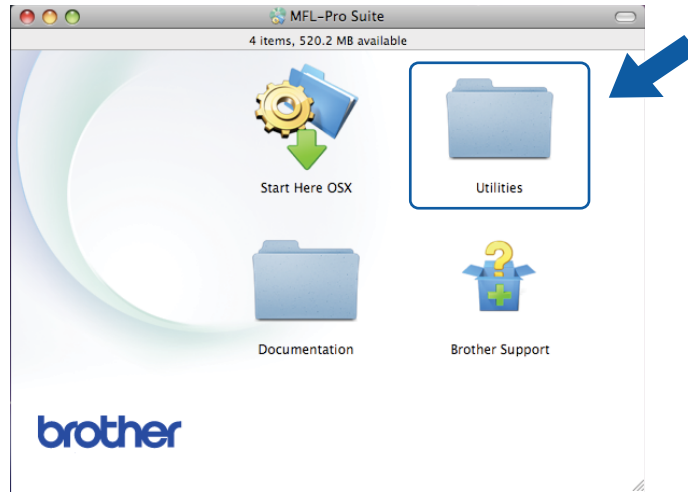 MFL-Pro Suite
4 items, 520.2 MB available
Start Here OSX
Utilities
Documentation
Brother Support
brother